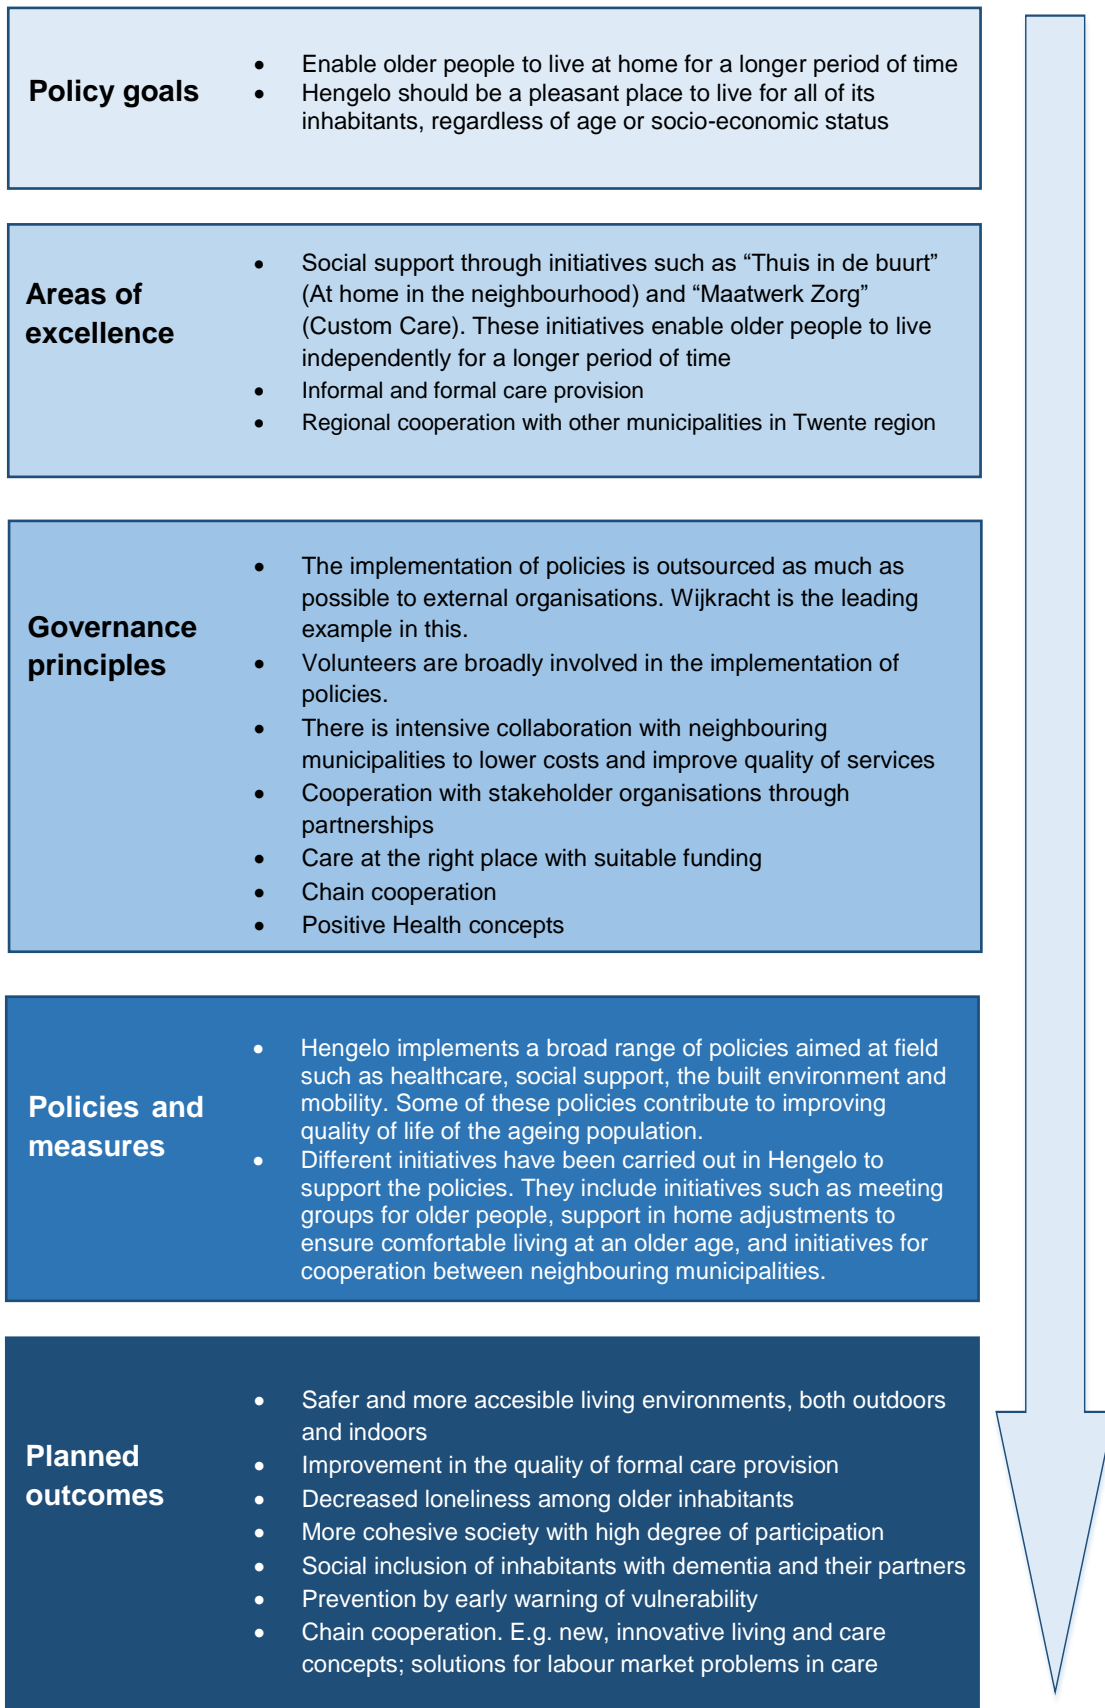 Policy goals
• Enable older people to live at home for a longer period of time
• Hengelo should be a pleasant place to live for all of its
inhabitants, regardless of age or socio-economic status
Areas of
excellence
• Social support through initiatives such as “Thuis in de buurt”
(At home in the neighbourhood) and “Maatwerk Zorg”
(Custom Care). These initiatives enable older people to live
independently for a longer period of time
• Informal and formal care provision
• Regional cooperation with other municipalities in Twente region
Governance
principles
• The implementation of policies is outsourced as much as
possible to external organisations. Wijkracht is the leading
example in this.
• Volunteers are broadly involved in the implementation of
policies.
• There is intensive collaboration with neighbouring
municipalities to lower costs and improve quality of services
• Cooperation with stakeholder organisations through
partnerships
• Care at the right place with suitable funding
• Chain cooperation
• Positive Health concepts
Policies and
measures
• Hengelo implements a broad range of policies aimed at field
such as healthcare, social support, the built environment and
mobility. Some of these policies contribute to improving
quality of life of the ageing population.
• Different initiatives have been carried out in Hengelo to
support the policies. They include initiatives such as meeting
groups for older people, support in home adjustments to
ensure comfortable living at an older age, and initiatives for
cooperation between neighbouring municipalities.
Planned
outcomes
• Safer and more accesible living environments, both outdoors
and indoors
• Improvement in the quality of formal care provision
• Decreased loneliness among older inhabitants
• More cohesive society with high degree of participation
• Social inclusion of inhabitants with dementia and their partners
• Prevention by early warning of vulnerability
• Chain cooperation. E.g. new, innovative living and care
concepts; solutions for labour market problems in care